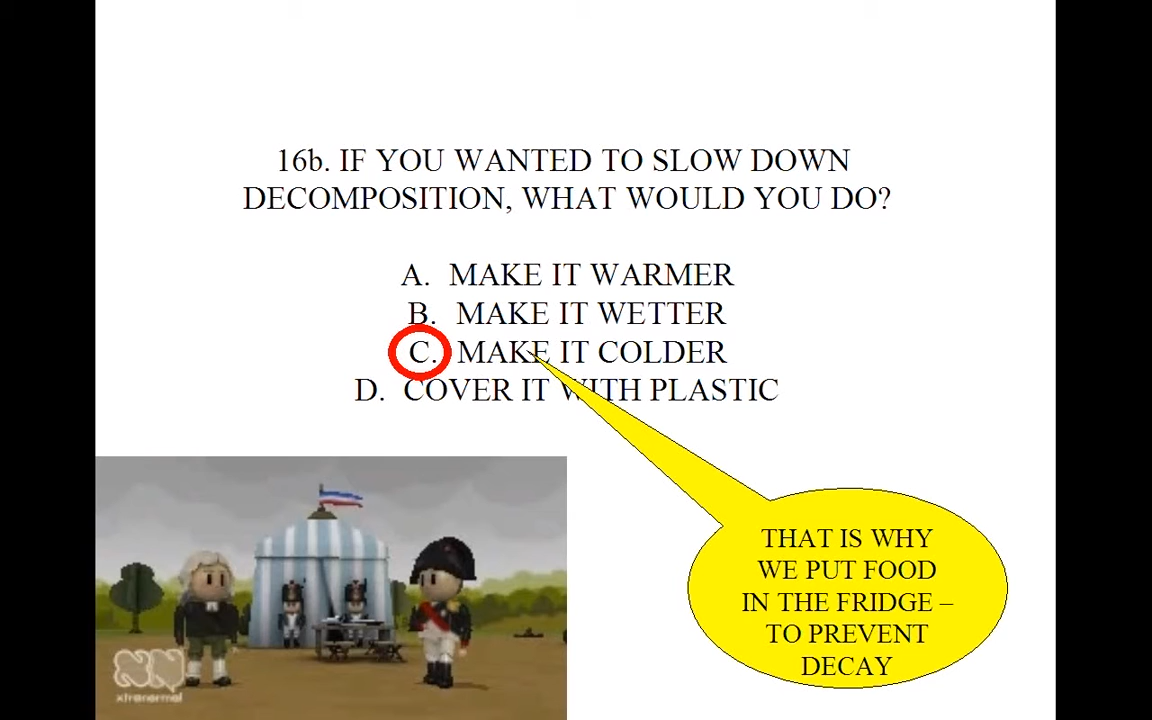 16b. IF YOU WANTED TO SLOW DOWN
DECOMPOSITION, WHAT WOULD YOU DO?
A. MAKE IT WARMER
B. MAKE IT WETTER
C. MAKE IT COLDER
D. COVER IT WITH PLASTIC
THAT IS WHY
WE PUT FOOD
IN THE FRIDGE –
TO PREVENT
DECAY
xtranormal